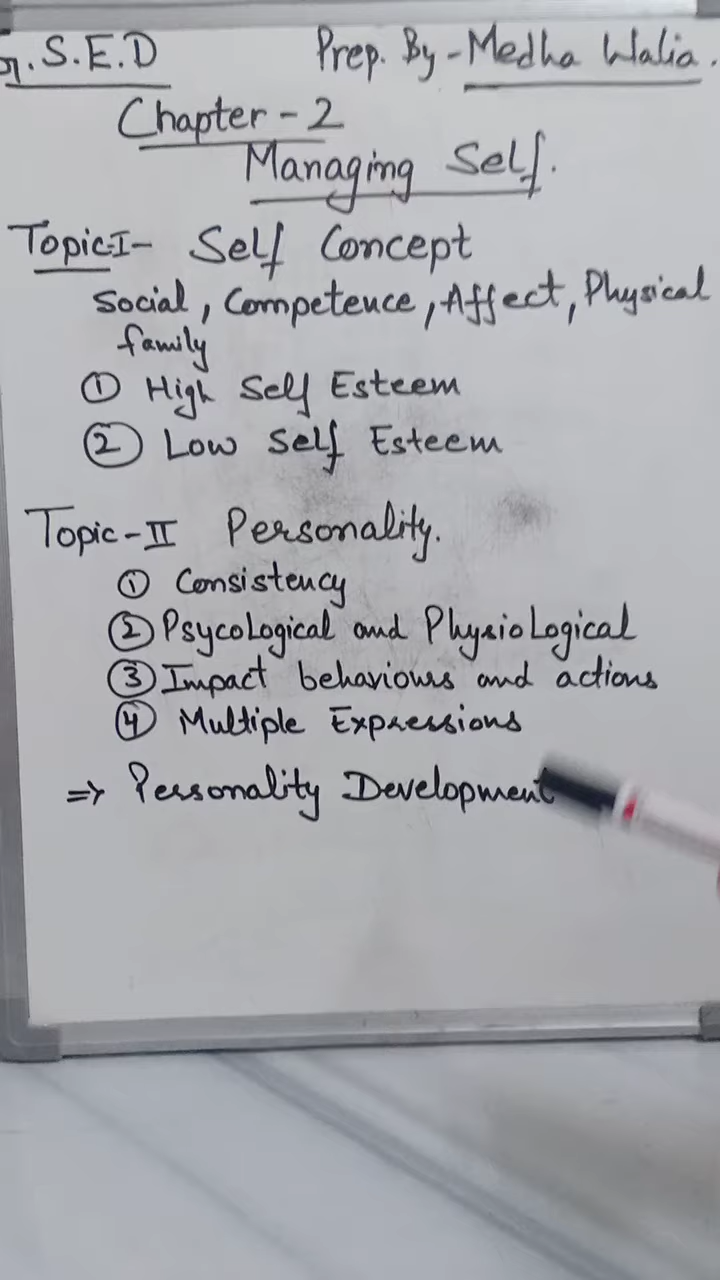 .S.E.D Prep. By - Medha Walia.
Chapter - 2
Managing Self.
Topic-I- Self Concept
Social, Competence, Affect, Physical
family
① High Self Esteem
② Low Self Esteem
Topic-II Personality.
① Consistency
② Psycological and Physiological
③ Impact behaviours and actions
④ Multiple Expressions
⇒ Personality Development